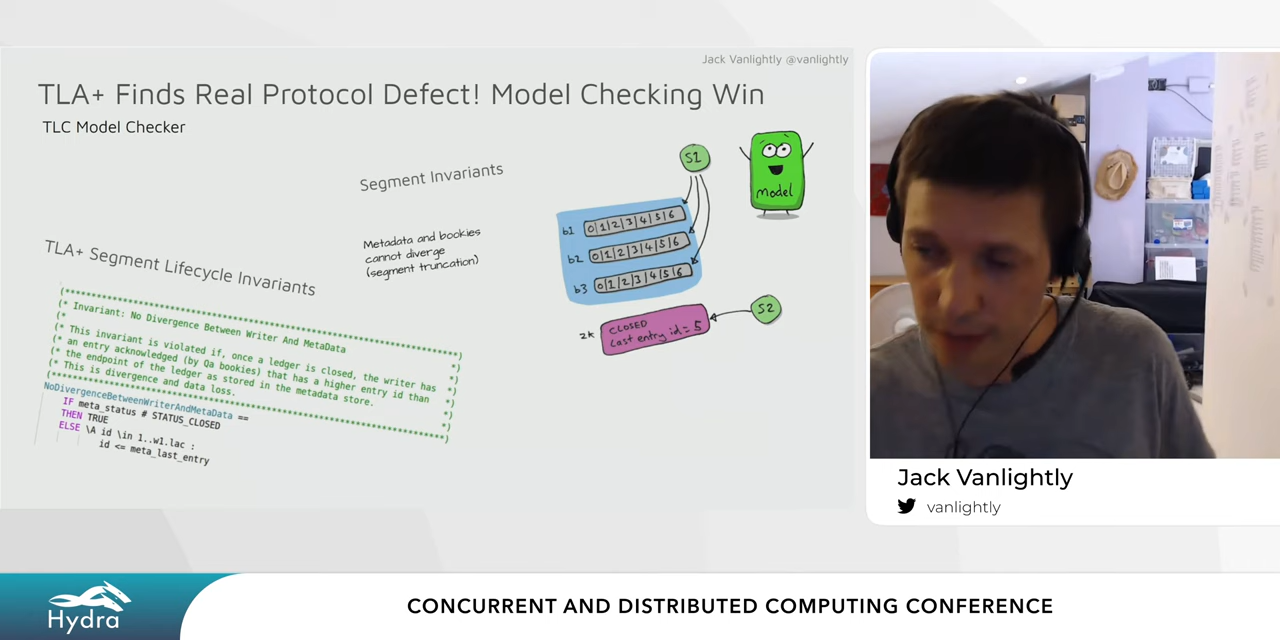 Jack Vanlightly @vanlightly
TLA+ Finds Real Protocol Defect! Model Checking Win
TLC Model Checker
Segment Invariants
Metadata and bookies
cannot diverge
(segment truncation)
TLA+ Segment Lifecycle Invariants
(****************************************************************
(* Invariant: No Divergence Between Writer And MetaData
(*
(* This invariant is violated if, once a ledger is closed, the writer has *)
(* an entry acknowledged (by Qa bookies) that has a higher entry id than *)
(* the endpoint of the ledger as stored in the metadata store. *)
(* This is divergence and data loss. *)
(****************************************************************)
NoDivergenceBetweenWriterAndMetaData ==
IF meta_status # STATUS_CLOSED
THEN TRUE
ELSE \A id \in 1..w1.lac :
id <= meta_last_entry
S1
model
b1 0|1|2|3|4|5|6
b2 0|1|2|3|4|5|6
b3 0|1|2|3|4|5|6
S2
zk CLOSED
Last entry id = 5
Jack Vanlightly
vanlightly
Hydra
CONCURRENT AND DISTRIBUTED COMPUTING CONFERENCE